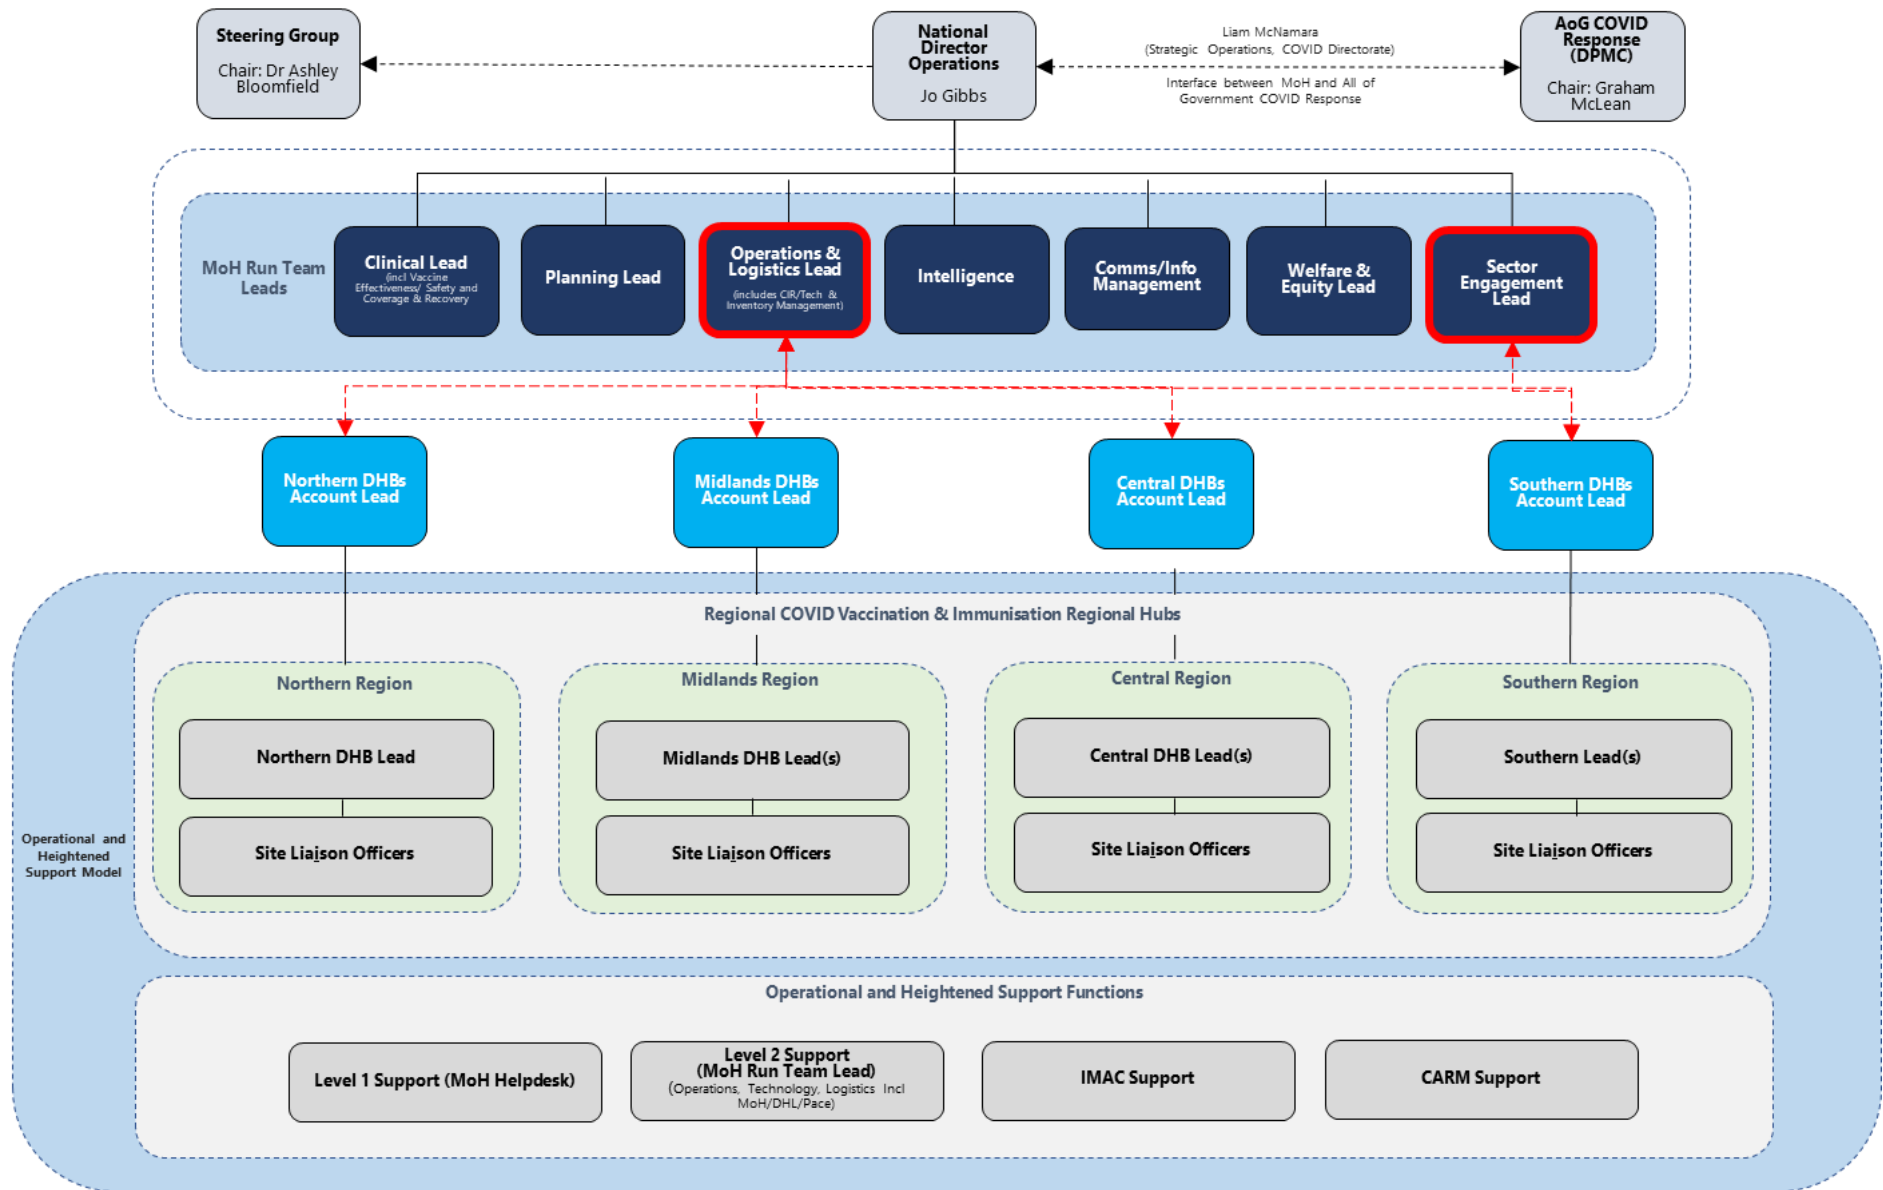 Steering Group
Chair: Dr Ashley
Bloomfield
National
Director
Operations
Jo Gibbs
Liam McNamara
(Strategic Operations, COVID Directorate)
Interface between MoH and All of
Government COVID Response
AoG COVID
Response
(DPMC)
Chair: Graham
McLean
MoH Run Team
Leads
Clinical Lead
(incl Vaccine
Effectiveness/ Safety and
Coverage & Recovery
Planning Lead
Operations &
Logistics Lead
(includes CIR/Tech &
Inventory Management)
Intelligence
Comms/Info
Management
Welfare &
Equity Lead
Sector
Engagement
Lead
Northern DHBs
Account Lead
Midlands DHBs
Account Lead
Central DHBs
Account Lead
Southern DHBs
Account Lead
Operational and
Heightened
Support Model
Regional COVID Vaccination & Immunisation Regional Hubs
Northern Region
Northern DHB Lead
Site Liaison Officers
Midlands Region
Midlands DHB Lead(s)
Site Liaison Officers
Central Region
Central DHB Lead(s)
Site Liaison Officers
Southern Region
Southern Lead(s)
Site Liaison Officers
Operational and Heightened Support Functions
Level 1 Support (MoH Helpdesk)
Level 2 Support
(MoH Run Team Lead)
(Operations, Technology, Logistics Incl
MoH/DHL/Pace)
IMAC Support
CARM Support